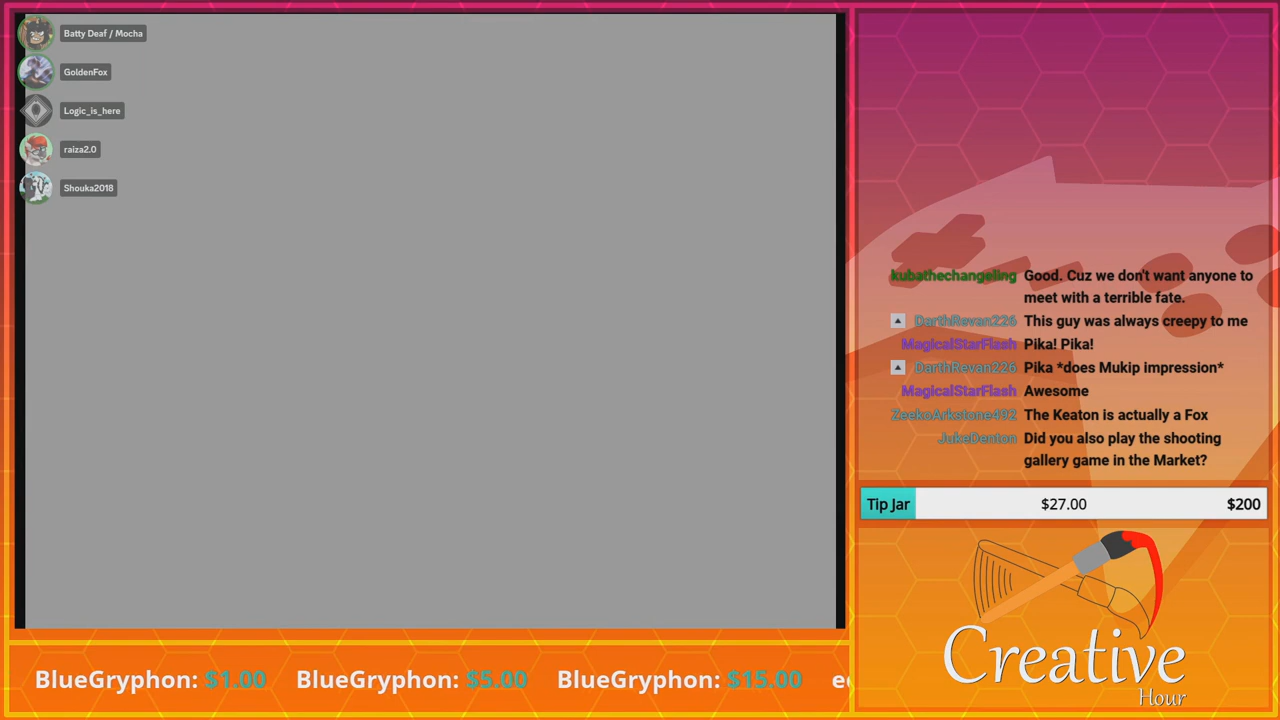 Batty Deaf / Mocha
GoldenFox
Logic_is_here
raiza2.0
Shouka2018
kubathechangeling Good. Cuz we don't want anyone to
meet with a terrible fate.
DarthRevan226 This guy was always creepy to me
MagicalStarFlash Pika! Pika!
DarthRevan226 Pika *does Mukip impression*
MagicalStarFlash Awesome
ZeekoArkstone492 The Keaton is actually a Fox
JukeDenton Did you also play the shooting
gallery game in the Market?
Tip Jar $27.00 $200
Creative
Hour
BlueGryphon: $1.00 BlueGryphon: $5.00 BlueGryphon: $15.00